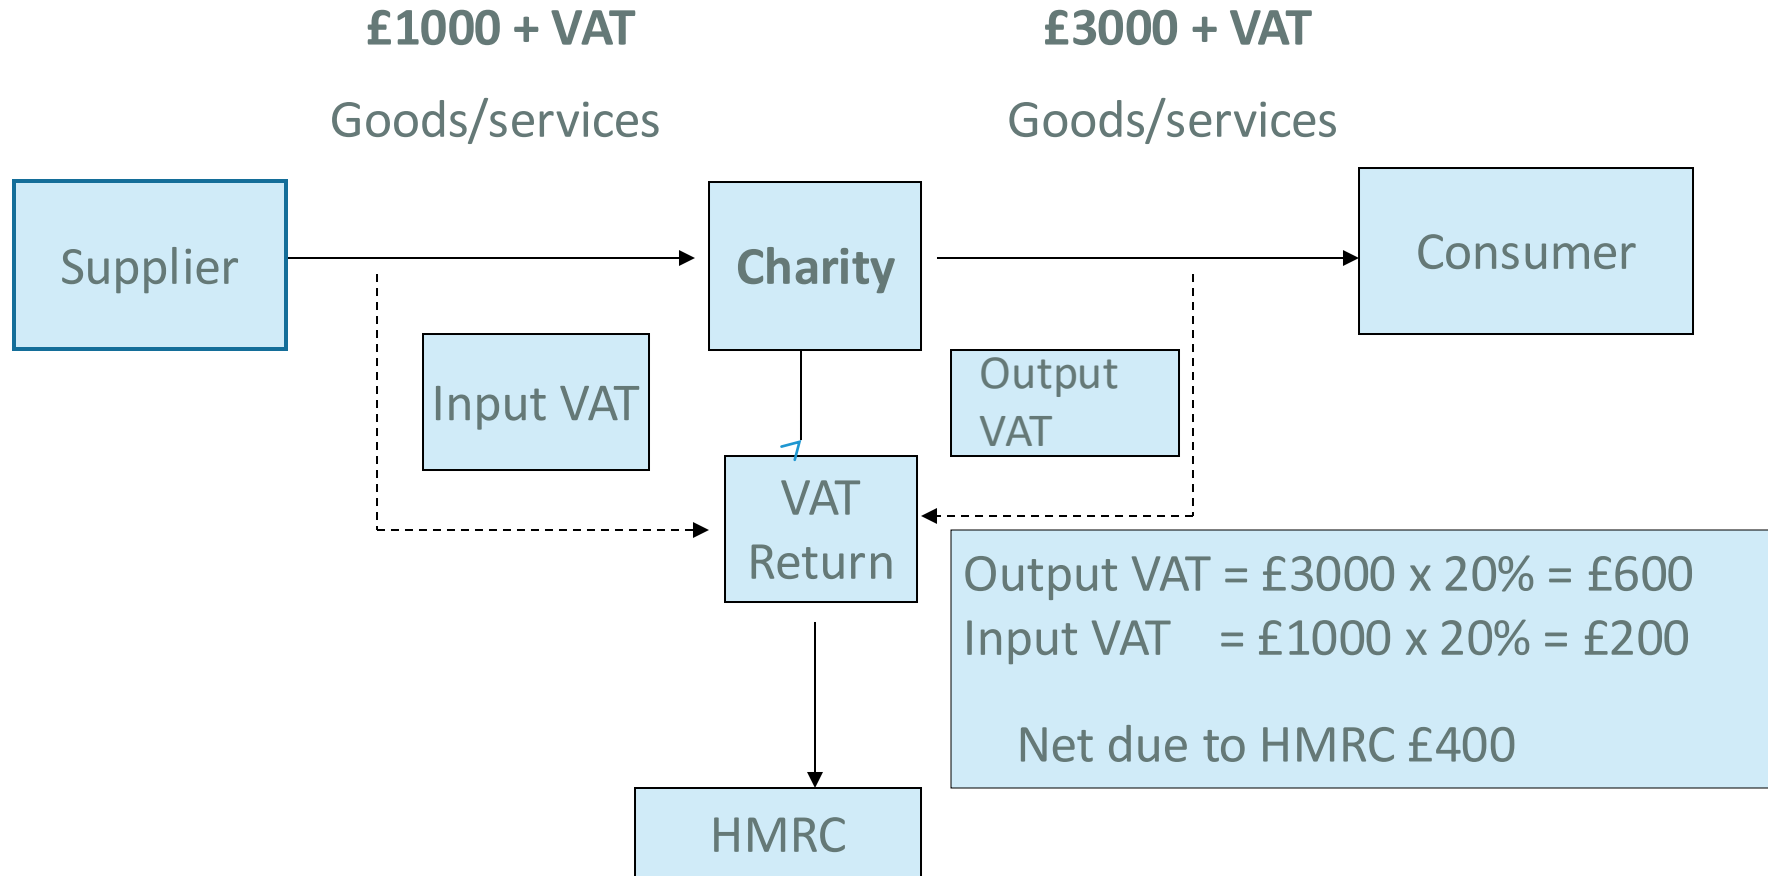 £1000 + VAT
£3000 + VAT
Goods/services
Goods/services
Supplier
Charity
Consumer
Input VAT
Output
VAT
VAT
Return
Output VAT = £3000 x 20% = £600
Input VAT = £1000 x 20% = £200
Net due to HMRC £400
HMRC